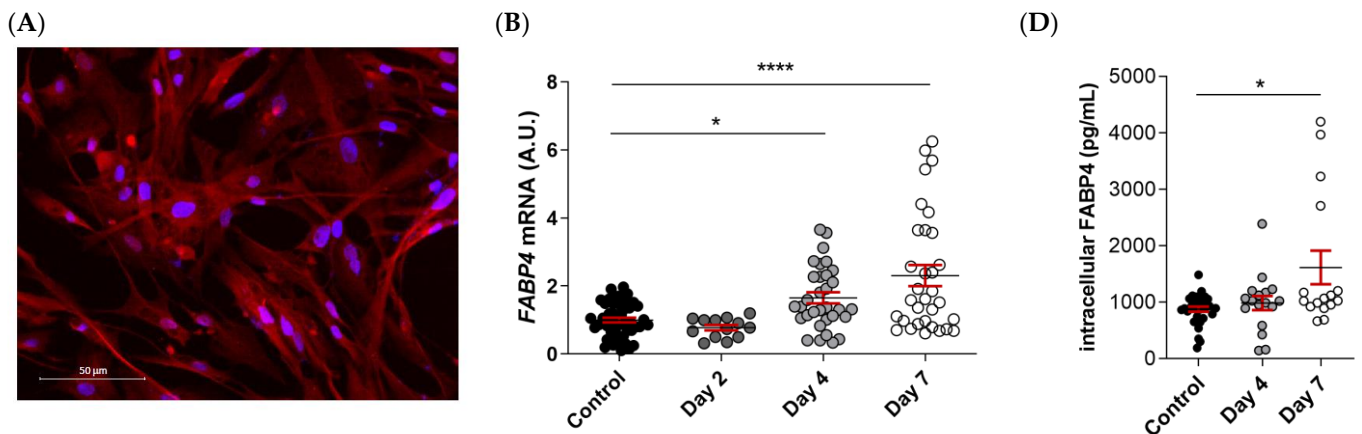 (A)
50 µm
(B)
FABP4 mRNA (A.U.)
8
6
4
2
0
****
*
Control
Day 2
Day 4
Day 7
(D)
intracellular FABP4 (pg/mL)
5000
4000
3000
2000
1000
0
*
Control
Day 4
Day 7